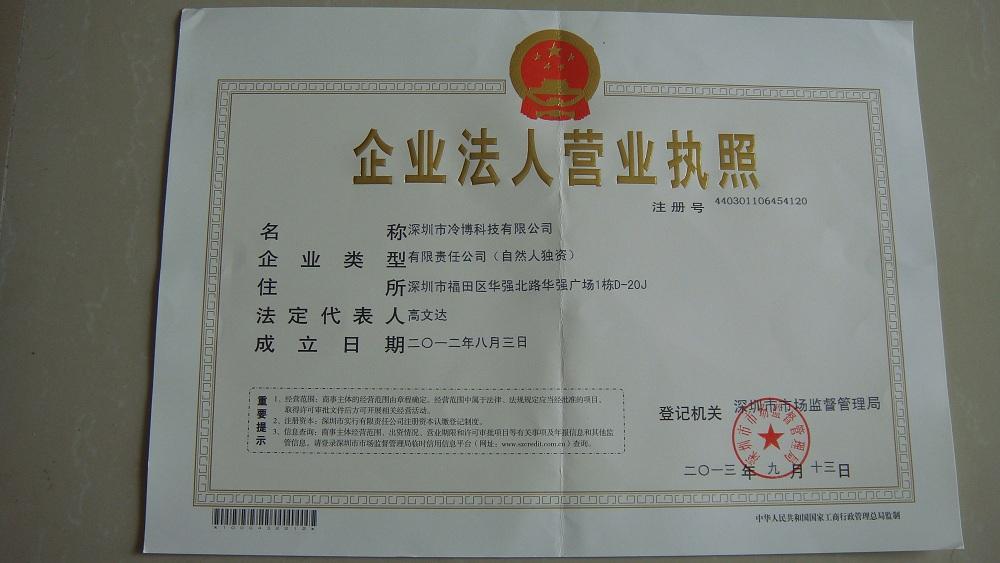 企业法人营业执照
注册号 440301106454120
名称 深圳市冷博科技有限公司
企业类型 有限责任公司（自然人独资）
住所 深圳市福田区华强北路华强广场1栋D-20J
法定代表人 高文达
成立日期 二〇一二年八月三日
重要提示
1、经营范围：商事主体的经营范围由章程确定。经营范围中属于法律、法规规定应当经批准的项目，
取得许可审批文件后方可开展相关经营活动。
2、注册资本：深圳市实行有限责任公司注册资本认缴登记制度。
3、信息查询：商事主体经营范围、出资情况、营业期限和许可审批项目等有关事项及年报信息和其他监
管信息，请登录深圳市市场监督管理局临时信用信息平台（网址：www.szcredit.com.cn）查询。
登记机关 深圳市市场监督管理局
深圳市市场监督管理局
二〇一三年九月十三日
中华人民共和国国家工商行政管理总局监制